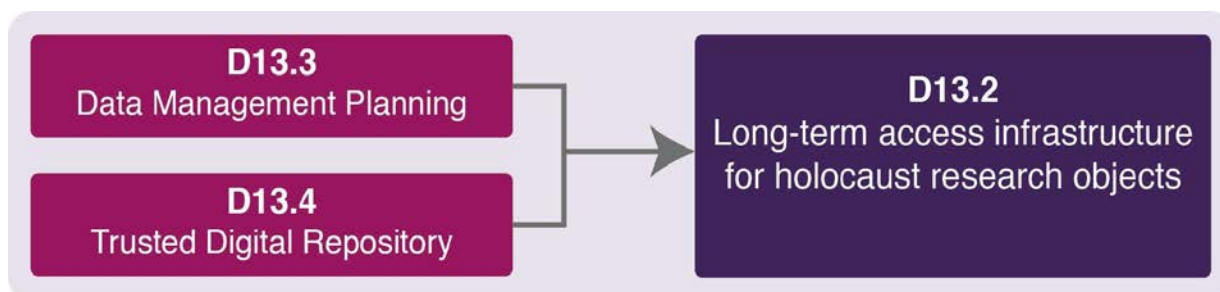 D13.3
Data Management Planning
D13.4
Trusted Digital Repository
D13.2
Long-term access infrastructure
for holocaust research objects